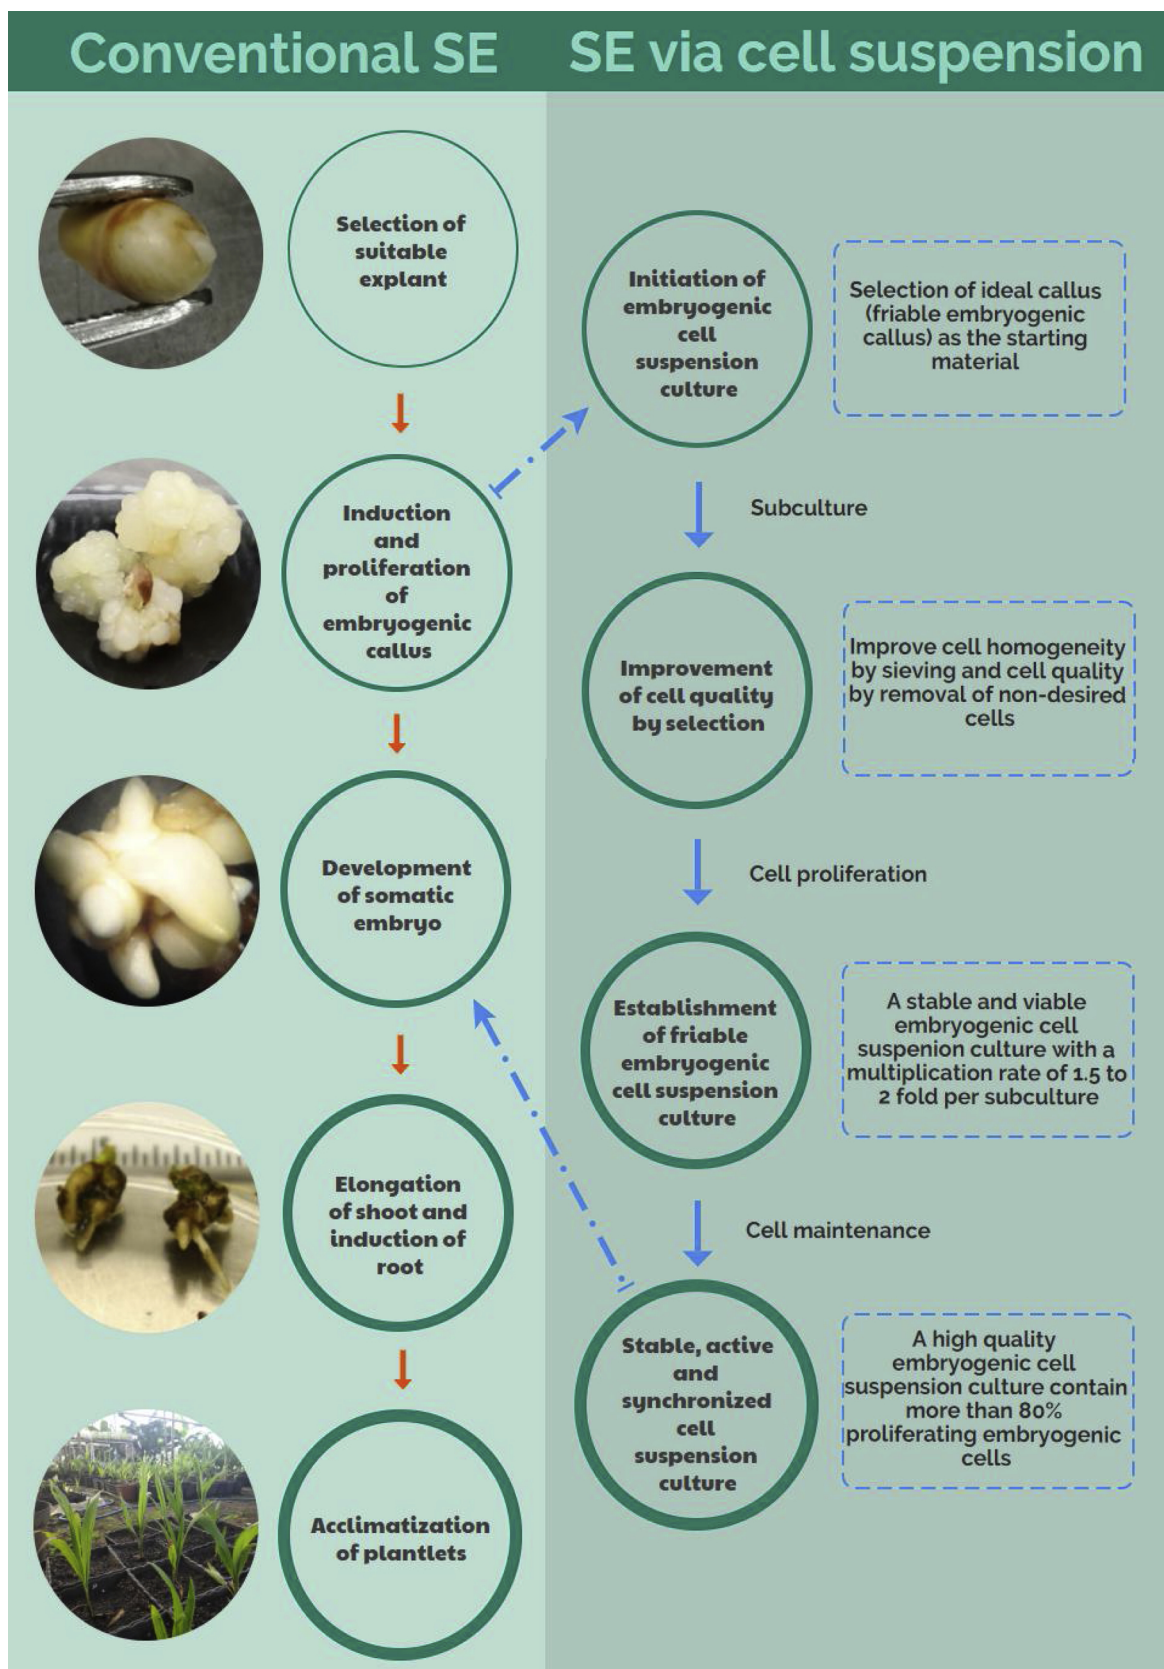 Conventional SE
SE via cell suspension
Selection of
suitable
explant
Induction
and
proliferation
of
embryogenic
callus
Development
of somatic
embryo
Elongation
of shoot and
induction of
root
Acclimatization
of plantlets
Initiation of
embryogenic
cell
suspension
culture
Selection of ideal callus
(friable embryogenic
callus) as the starting
material
Subculture
Improvement
of cell quality
by selection
Improve cell homogeneity
by sieving and cell quality
by removal of non-desired
cells
Cell proliferation
Establishment
of friable
embryogenic
cell suspension
culture
A stable and viable
embryogenic cell
suspenion culture with a
multiplication rate of 1.5 to
2 fold per subculture
Cell maintenance
Stable, active
and
synchronized
cell
suspension
culture
A high quality
embryogenic cell
suspension culture contain
more than 80%
proliferating embryogenic
cells